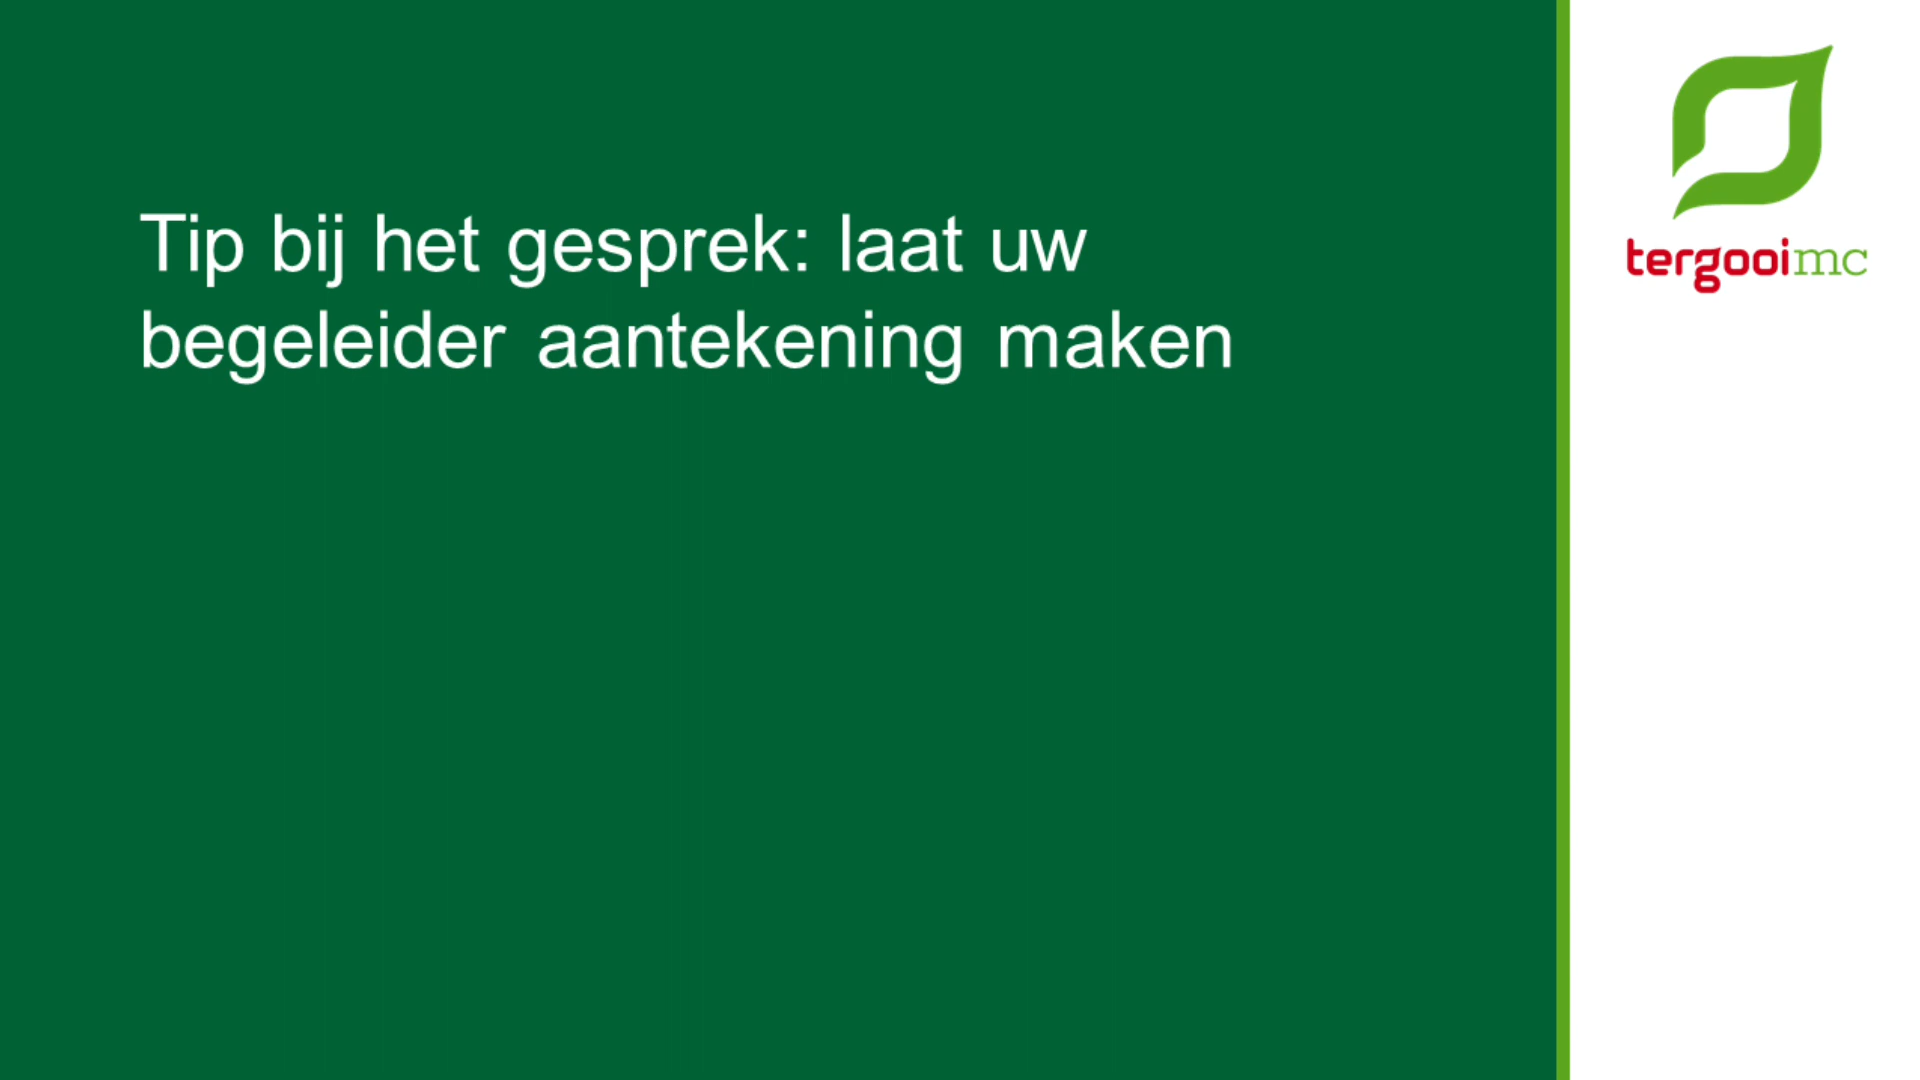 Tip bij het gesprek: laat uw
begeleider aantekening maken
tergooimc